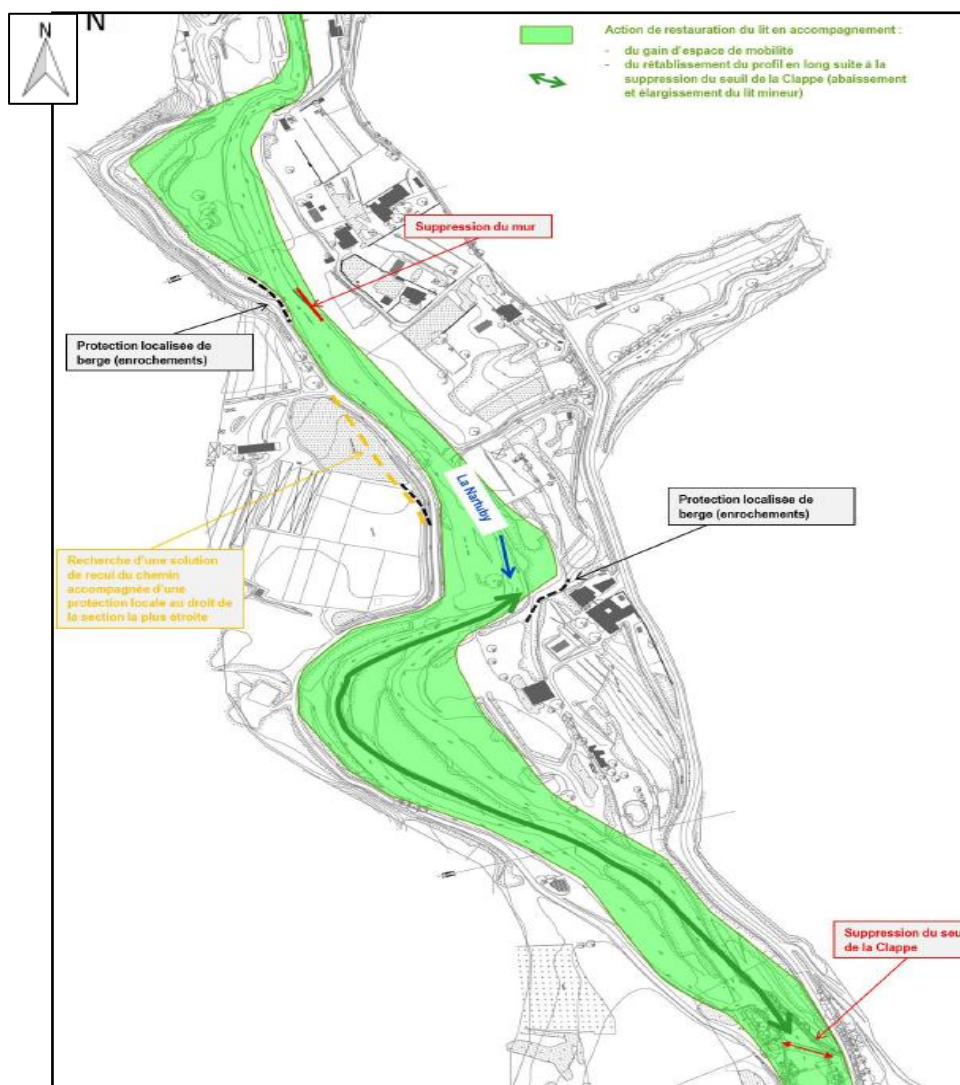 N
N
Action de restauration du lit en accompagnement :
- du gain d'espace de mobilité
- du rétablissement du profil en long suite à la
suppression du seuil de la Clappe (abaissement
et élargissement du lit mineur)
Suppression du mur
Protection localisée de
berge (enrochements)
La Nartuby
Protection localisée de
berge (enrochements)
Recherche d'une solution
de recul du chemin
accompagnée d'une
protection locale au droit de
la section la plus étroite
Suppression du seu
de la Clappe